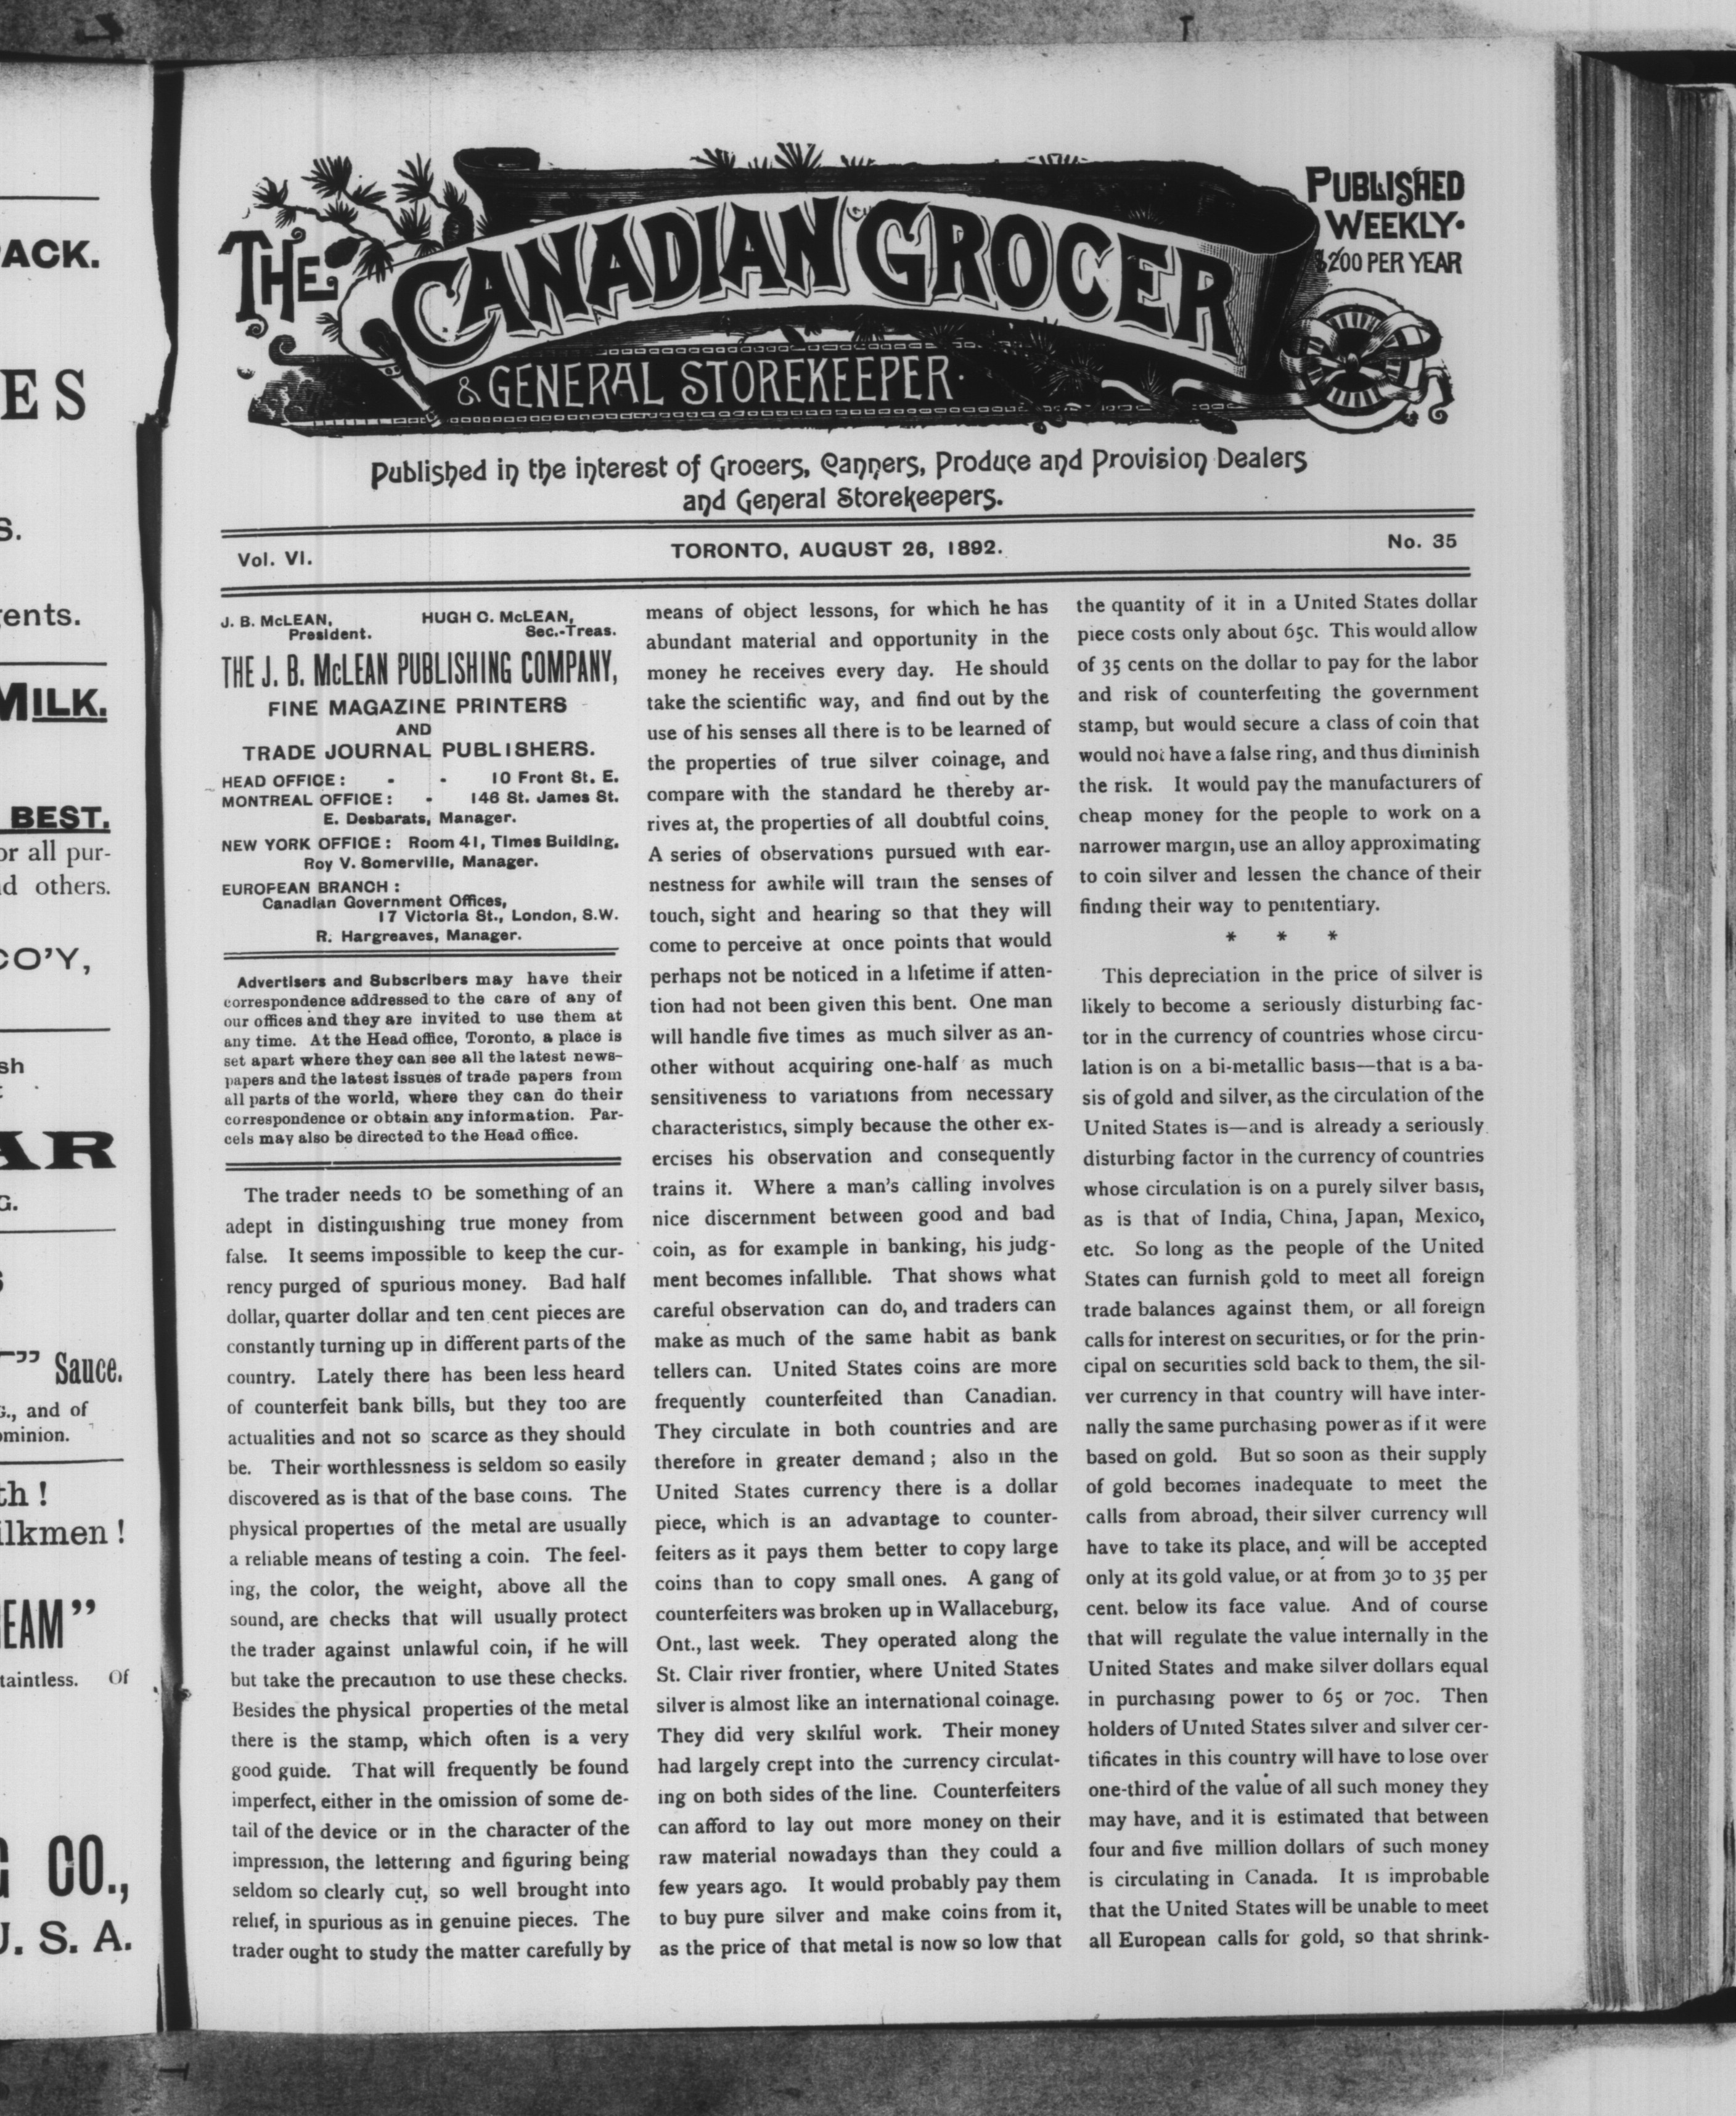 ACK.
ES
S.
ents.
MILK.
BEST.
or all pur-
d others.
CO'Y,
sh
AR
G.
" Sauce.
G., and of
ominion.
th !
ilkmen !
EAM"
taintless. Of
CO.,
U. S. A.
THE CANADIAN GROCER
& GENERAL STOREKEEPER.
PUBLISHED
WEEKLY.
$2.00 PER YEAR
Published in the interest of Grocers, Canners, Produce and Provision Dealers
and General Storekeepers.
Vol. VI. TORONTO, AUGUST 26, 1892. No. 35
J. B. McLEAN, HUGH C. McLEAN,
President. Sec.-Treas.
THE J. B. McLEAN PUBLISHING COMPANY,
FINE MAGAZINE PRINTERS
AND
TRADE JOURNAL PUBLISHERS.
HEAD OFFICE: - - 10 Front St. E.
MONTREAL OFFICE: - 146 St. James St.
E. Desbarats, Manager.
NEW YORK OFFICE: Room 41, Times Building.
Roy V. Somerville, Manager.
EUROPEAN BRANCH:
Canadian Government Offices,
17 Victoria St., London, S.W.
R. Hargreaves, Manager.
Advertisers and Subscribers may have their
correspondence addressed to the care of any of
our offices and they are invited to use them at
any time. At the Head office, Toronto, a place is
set apart where they can see all the latest news-
papers and the latest issues of trade papers from
all parts of the world, where they can do their
correspondence or obtain any information. Par-
cels may also be directed to the Head office.
The trader needs to be something of an
adept in distinguishing true money from
false. It seems impossible to keep the cur-
rency purged of spurious money. Bad half
dollar, quarter dollar and ten cent pieces are
constantly turning up in different parts of the
country. Lately there has been less heard
of counterfeit bank bills, but they too are
actualities and not so scarce as they should
be. Their worthlessness is seldom so easily
discovered as is that of the base coins. The
physical properties of the metal are usually
a reliable means of testing a coin. The feel-
ing, the color, the weight, above all the
sound, are checks that will usually protect
the trader against unlawful coin, if he will
but take the precaution to use these checks.
Besides the physical properties of the metal
there is the stamp, which often is a very
good guide. That will frequently be found
imperfect, either in the omission of some de-
tail of the device or in the character of the
impression, the lettering and figuring being
seldom so clearly cut, so well brought into
relief, in spurious as in genuine pieces. The
trader ought to study the matter carefully by
means of object lessons, for which he has
abundant material and opportunity in the
money he receives every day. He should
take the scientific way, and find out by the
use of his senses all there is to be learned of
the properties of true silver coinage, and
compare with the standard he thereby ar-
rives at, the properties of all doubtful coins.
A series of observations pursued with ear-
nestness for awhile will train the senses of
touch, sight and hearing so that they will
come to perceive at once points that would
perhaps not be noticed in a lifetime if atten-
tion had not been given this bent. One man
will handle five times as much silver as an-
other without acquiring one-half as much
sensitiveness to variations from necessary
characteristics, simply because the other ex-
ercises his observation and consequently
trains it. Where a man's calling involves
nice discernment between good and bad
coin, as for example in banking, his judg-
ment becomes infallible. That shows what
careful observation can do, and traders can
make as much of the same habit as bank
tellers can. United States coins are more
frequently counterfeited than Canadian.
They circulate in both countries and are
therefore in greater demand ; also in the
United States currency there is a dollar
piece, which is an advantage to counter-
feiters as it pays them better to copy large
coins than to copy small ones. A gang of
counterfeiters was broken up in Wallaceburg,
Ont., last week. They operated along the
St. Clair river frontier, where United States
silver is almost like an international coinage.
They did very skilful work. Their money
had largely crept into the currency circulat-
ing on both sides of the line. Counterfeiters
can afford to lay out more money on their
raw material nowadays than they could a
few years ago. It would probably pay them
to buy pure silver and make coins from it,
as the price of that metal is now so low that
the quantity of it in a United States dollar
piece costs only about 65c. This would allow
of 35 cents on the dollar to pay for the labor
and risk of counterfeiting the government
stamp, but would secure a class of coin that
would not have a false ring, and thus diminish
the risk. It would pay the manufacturers of
cheap money for the people to work on a
narrower margin, use an alloy approximating
to coin silver and lessen the chance of their
finding their way to penitentiary.
* * *
This depreciation in the price of silver is
likely to become a seriously disturbing fac-
tor in the currency of countries whose circu-
lation is on a bi-metallic basis—that is a ba-
sis of gold and silver, as the circulation of the
United States is—and is already a seriously
disturbing factor in the currency of countries
whose circulation is on a purely silver basis,
as is that of India, China, Japan, Mexico,
etc. So long as the people of the United
States can furnish gold to meet all foreign
trade balances against them, or all foreign
calls for interest on securities, or for the prin-
cipal on securities sold back to them, the sil-
ver currency in that country will have inter-
nally the same purchasing power as if it were
based on gold. But so soon as their supply
of gold becomes inadequate to meet the
calls from abroad, their silver currency will
have to take its place, and will be accepted
only at its gold value, or at from 30 to 35 per
cent. below its face value. And of course
that will regulate the value internally in the
United States and make silver dollars equal
in purchasing power to 65 or 70c. Then
holders of United States silver and silver cer-
tificates in this country will have to lose over
one-third of the value of all such money they
may have, and it is estimated that between
four and five million dollars of such money
is circulating in Canada. It is improbable
that the United States will be unable to meet
all European calls for gold, so that shrink-